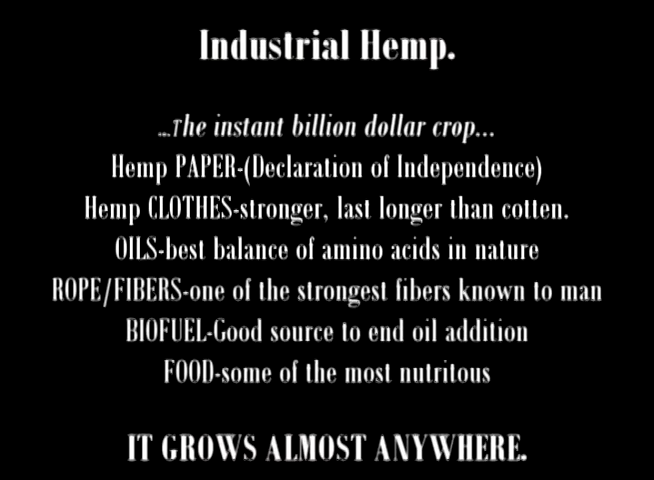 Industrial Hemp.
...The instant billion dollar crop...
Hemp PAPER-(Declaration of Independence)
Hemp CLOTHES-stronger, last longer than cotten.
OILS-best balance of amino acids in nature
ROPE/FIBERS-one of the strongest fibers known to man
BIOFUEL-Good source to end oil addition
FOOD-some of the most nutritous
IT GROWS ALMOST ANYWHERE.